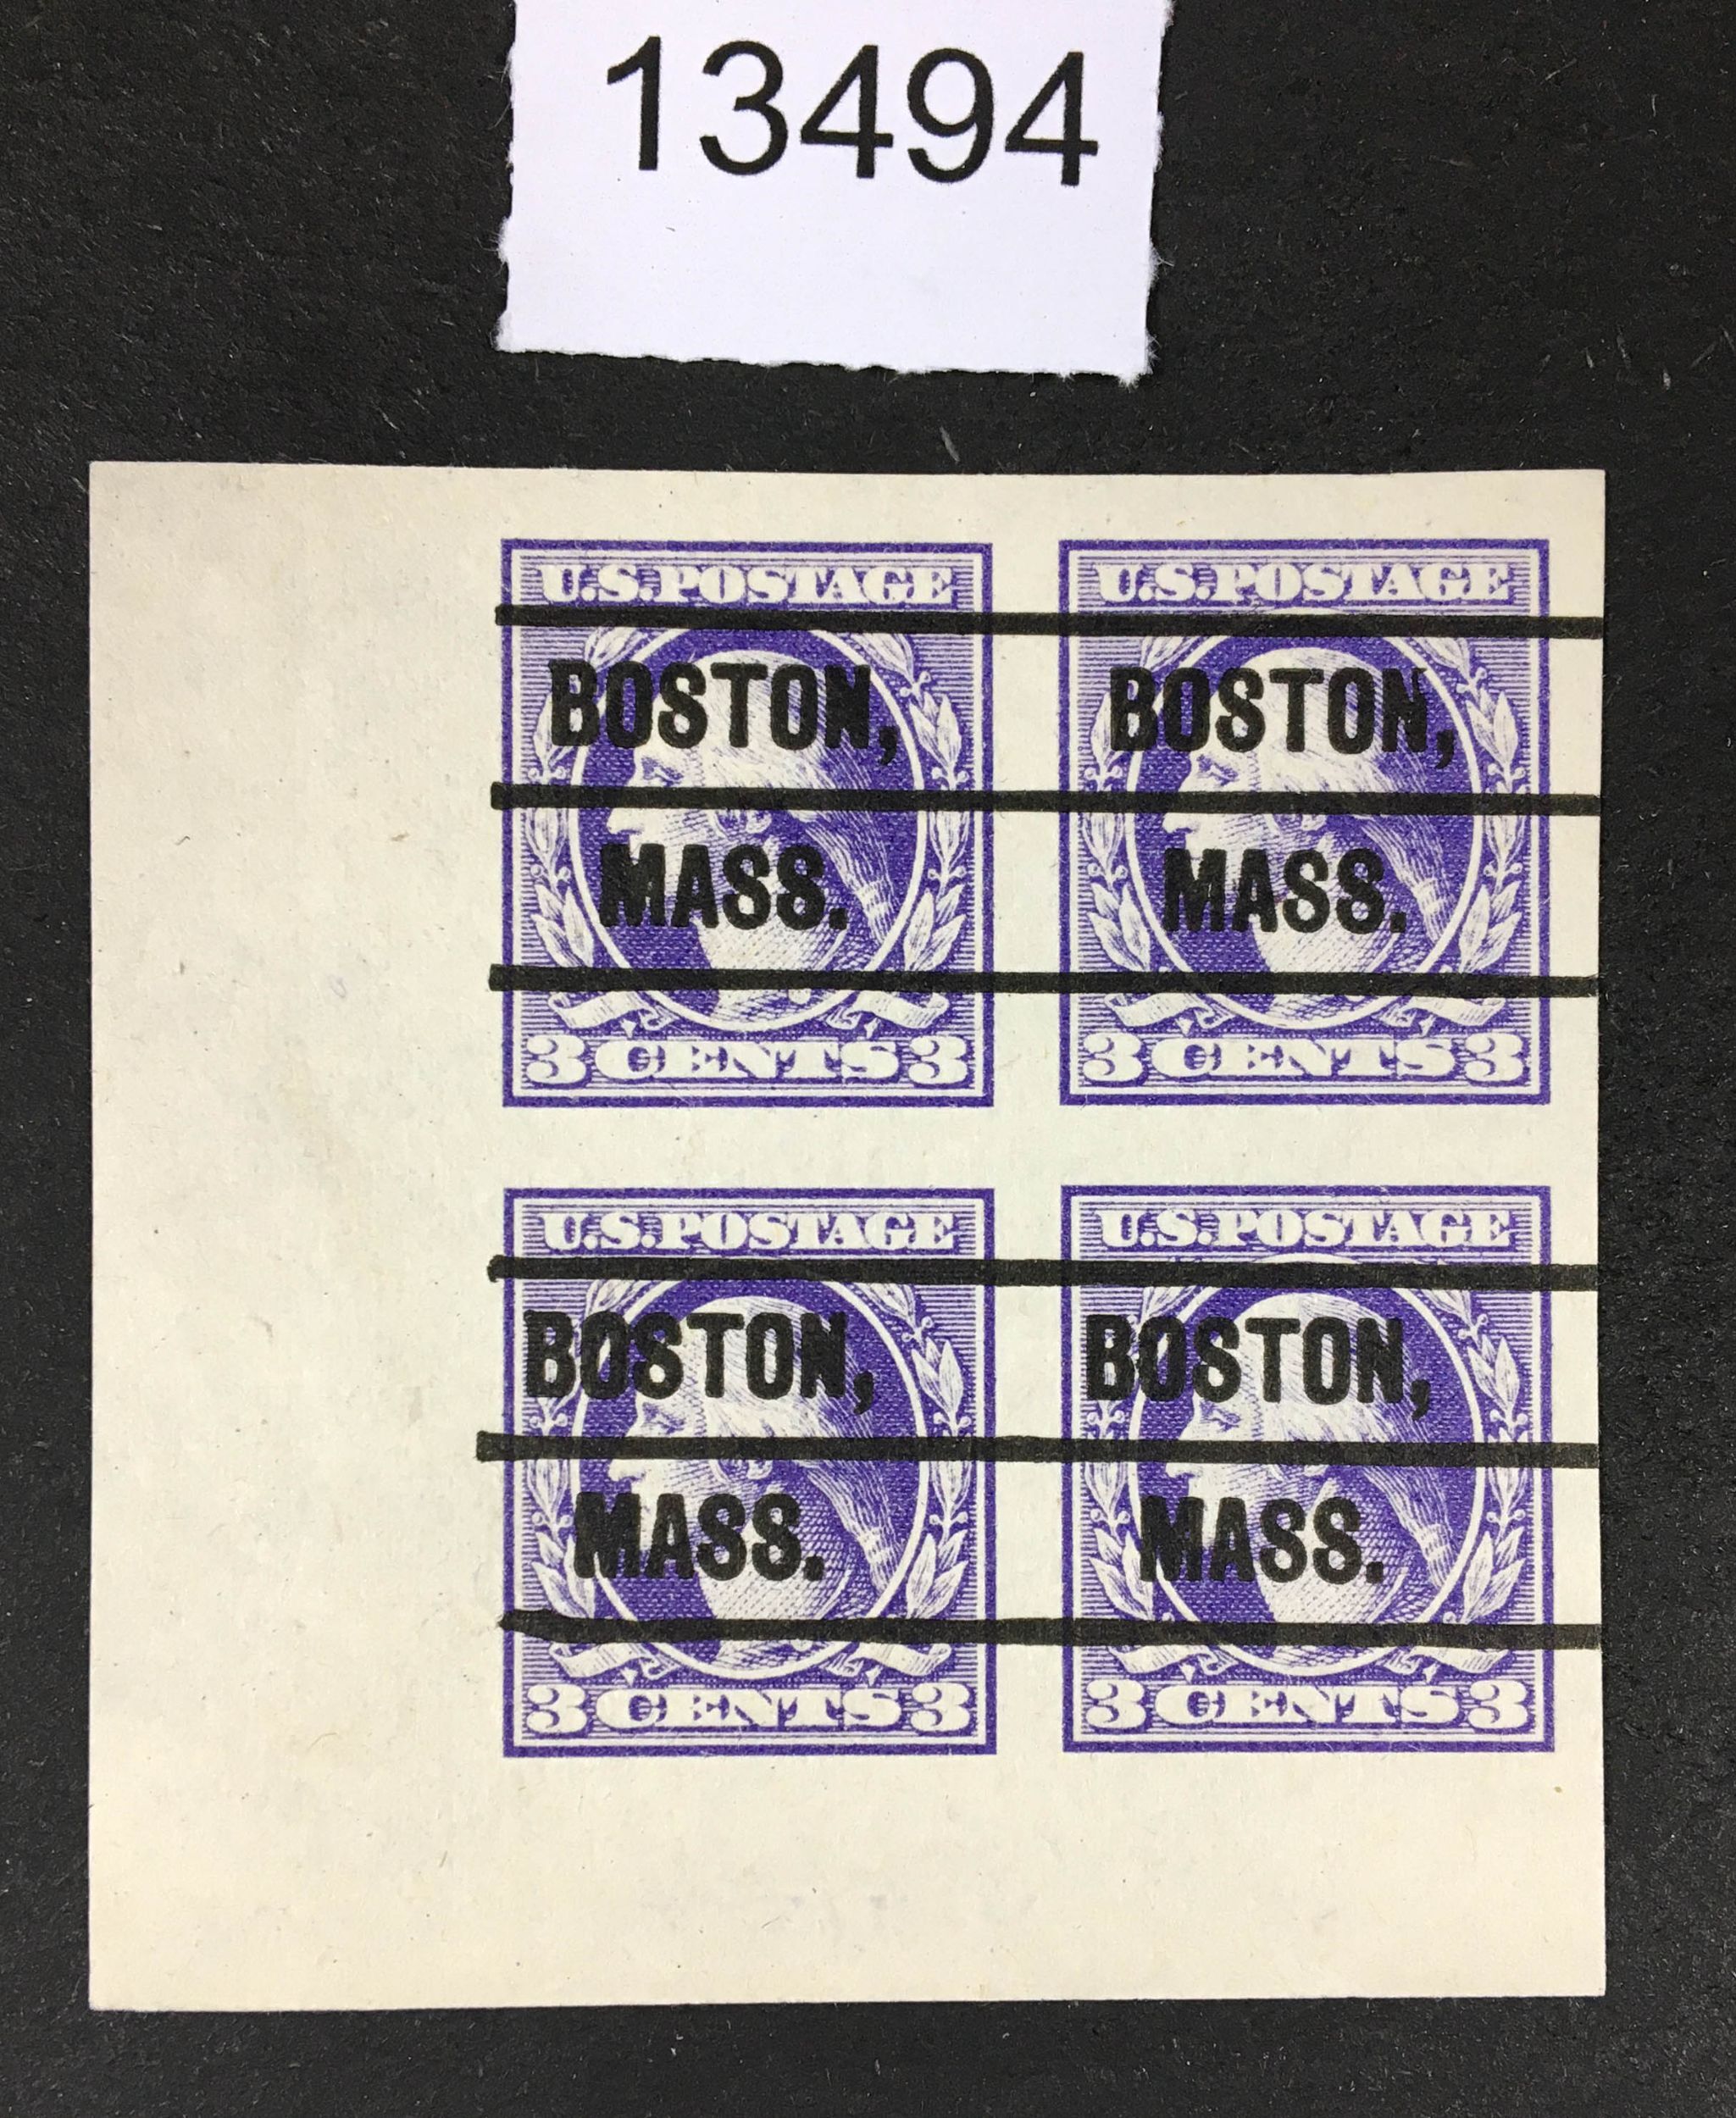 13494
U.S.POSTAGE U.S.POSTAGE
BOSTON, BOSTON,
MASS. MASS.
3 CENTS 3 3 CENTS 3
U.S.POSTAGE U.S.POSTAGE
BOSTON, BOSTON,
MASS. MASS.
3 CENTS 3 3 CENTS 3